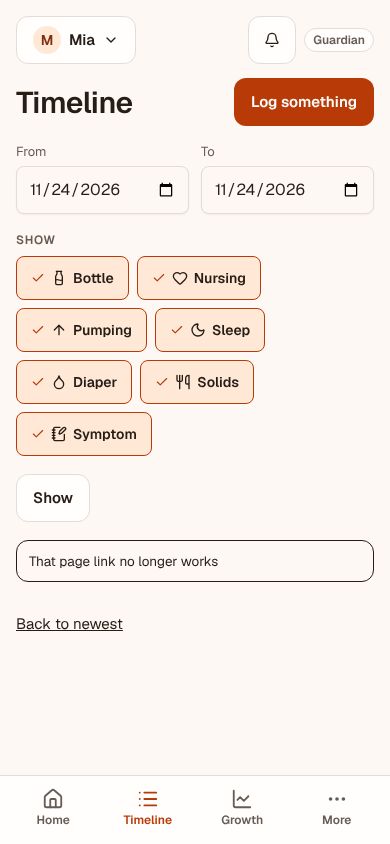 M Mia Guardian
Timeline Log something
From To
11/24/2026 11/24/2026
SHOW
Bottle Nursing
Pumping Sleep
Diaper Solids
Symptom
Show
That page link no longer works
Back to newest
Home Timeline Growth More